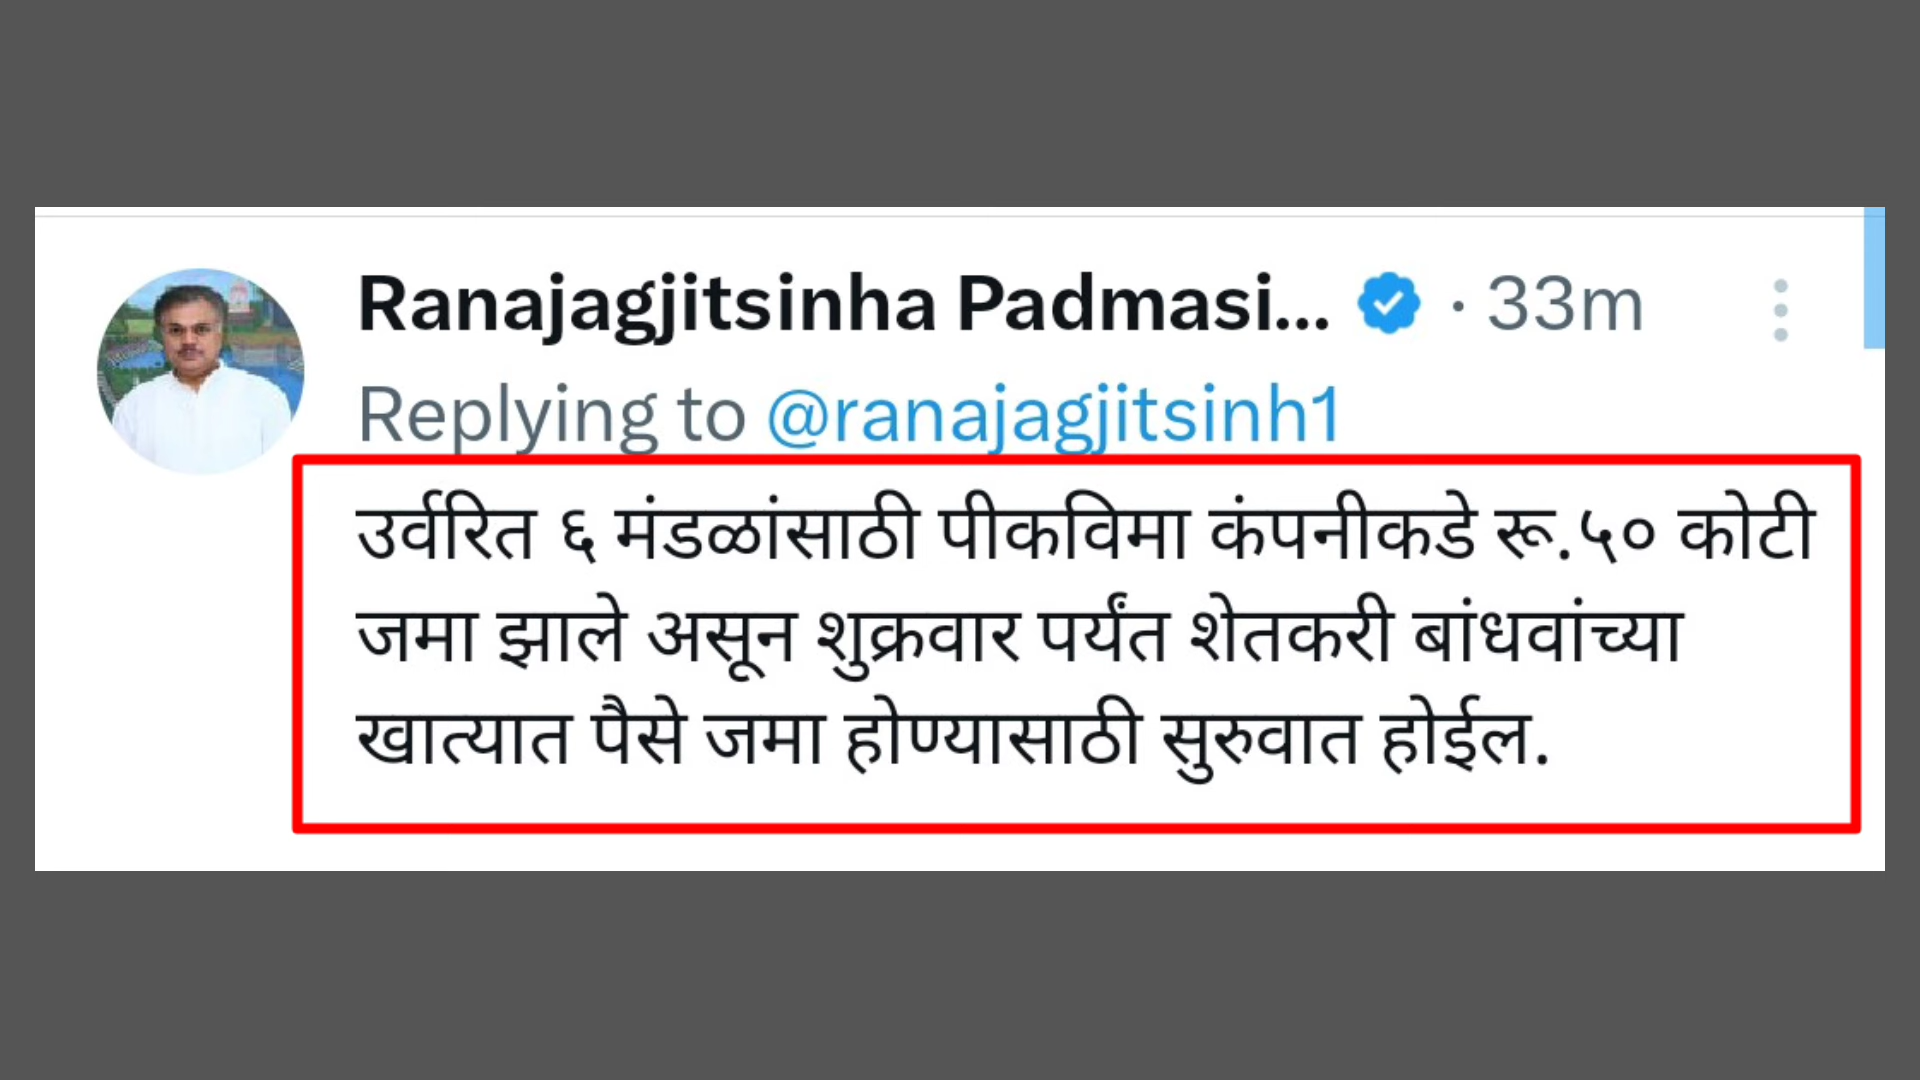 Ranajagjitsinha Padmasi... · 33m
Replying to @ranajagjitsinh1
उर्वरित ६ मंडळांसाठी पीकविमा कंपनीकडे रू.५० कोटी
जमा झाले असून शुक्रवार पर्यंत शेतकरी बांधवांच्या
खात्यात पैसे जमा होण्यासाठी सुरुवात होईल.